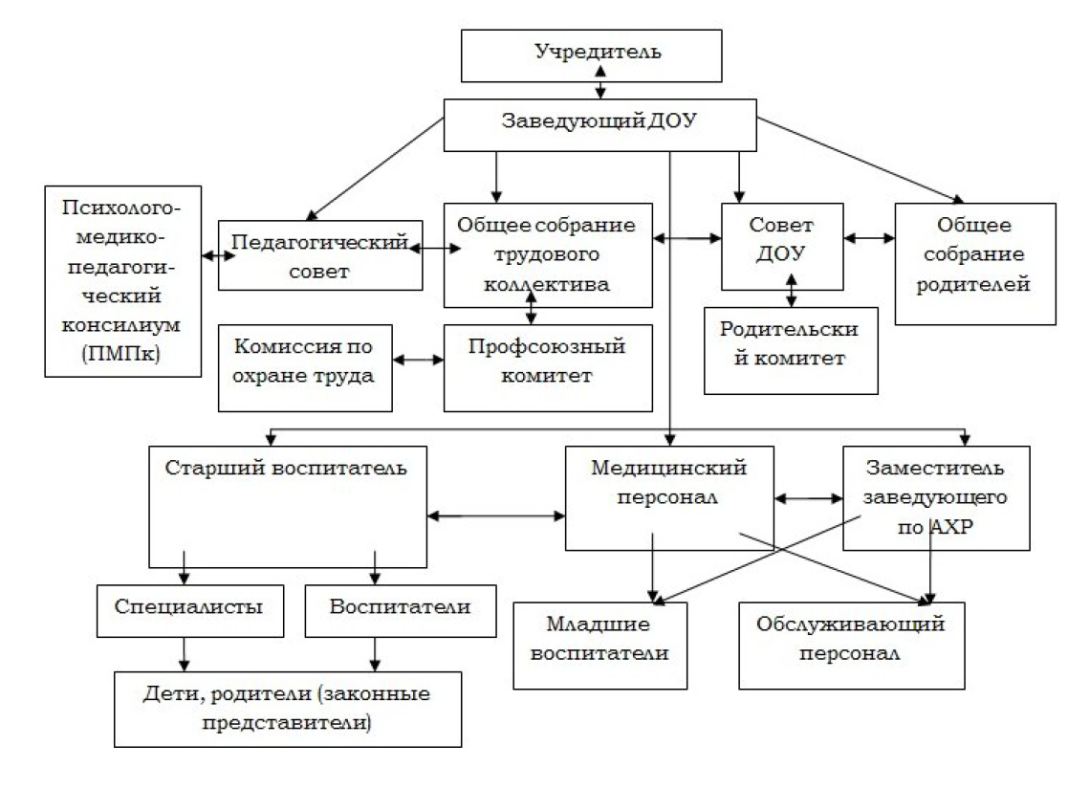 Учредитель
Заведующий ДОУ
Психолого-
медико-
педагоги-
ческий
консилиум
(ПМПк)
Педагогический
совет
Общее собрание
трудового
коллектива
Совет
ДОУ
Общее
собрание
родителей
Комиссия по
охране труда
Профсоюзный
комитет
Родительски
й комитет
Старший воспитатель
Медицинский
персонал
Заместитель
заведующего
по АХР
Специалисты
Воспитатели
Младшие
воспитатели
Обслуживающий
персонал
Дети, родители (законные
представители)